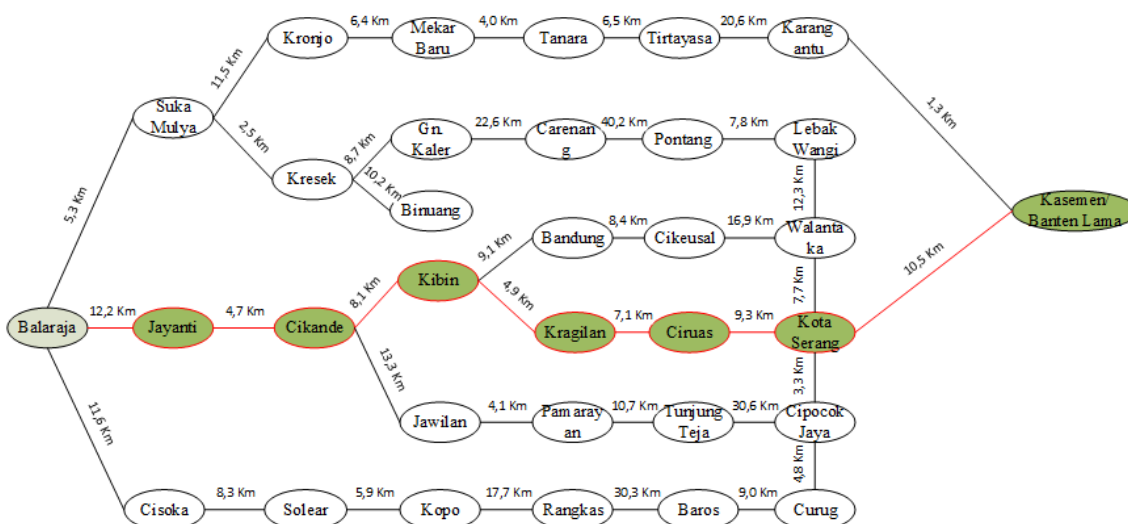 6,4 Km
4,0 Km
6,5 Km
20,6 Km
Kronjo
Mekar
Baru
Tanara
Tirtayasa
Karang
antu
11,5 Km
1,3 Km
Suka
Mulya
2,5 Km
Gn.
Kaler
22,6 Km
Carenan
g
40,2 Km
Pontang
7,8 Km
Lebak
Wangi
8,7 Km
Kresek
10,2 Km
Binuang
12,3 Km
5,3 Km
Kasemen/
Banten Lama
9,1 Km
Bandung
8,4 Km
Cikeusal
16,9 Km
Walanta
ka
10,5 Km
Kibin
8,1 Km
4,9 Km
7,7 Km
Balaraja
12,2 Km
Jayanti
4,7 Km
Cikande
Kragilan
7,1 Km
Ciruas
9,3 Km
Kota
Serang
13,3 Km
3,3 Km
11,6 Km
Jawilan
4,1 Km
Pamaray
an
10,7 Km
Tunjung
Teja
30,6 Km
Cipocok
Jaya
4,8 Km
Cisoka
8,3 Km
Solear
5,9 Km
Kopo
17,7 Km
Rangkas
30,3 Km
Baros
9,0 Km
Curug